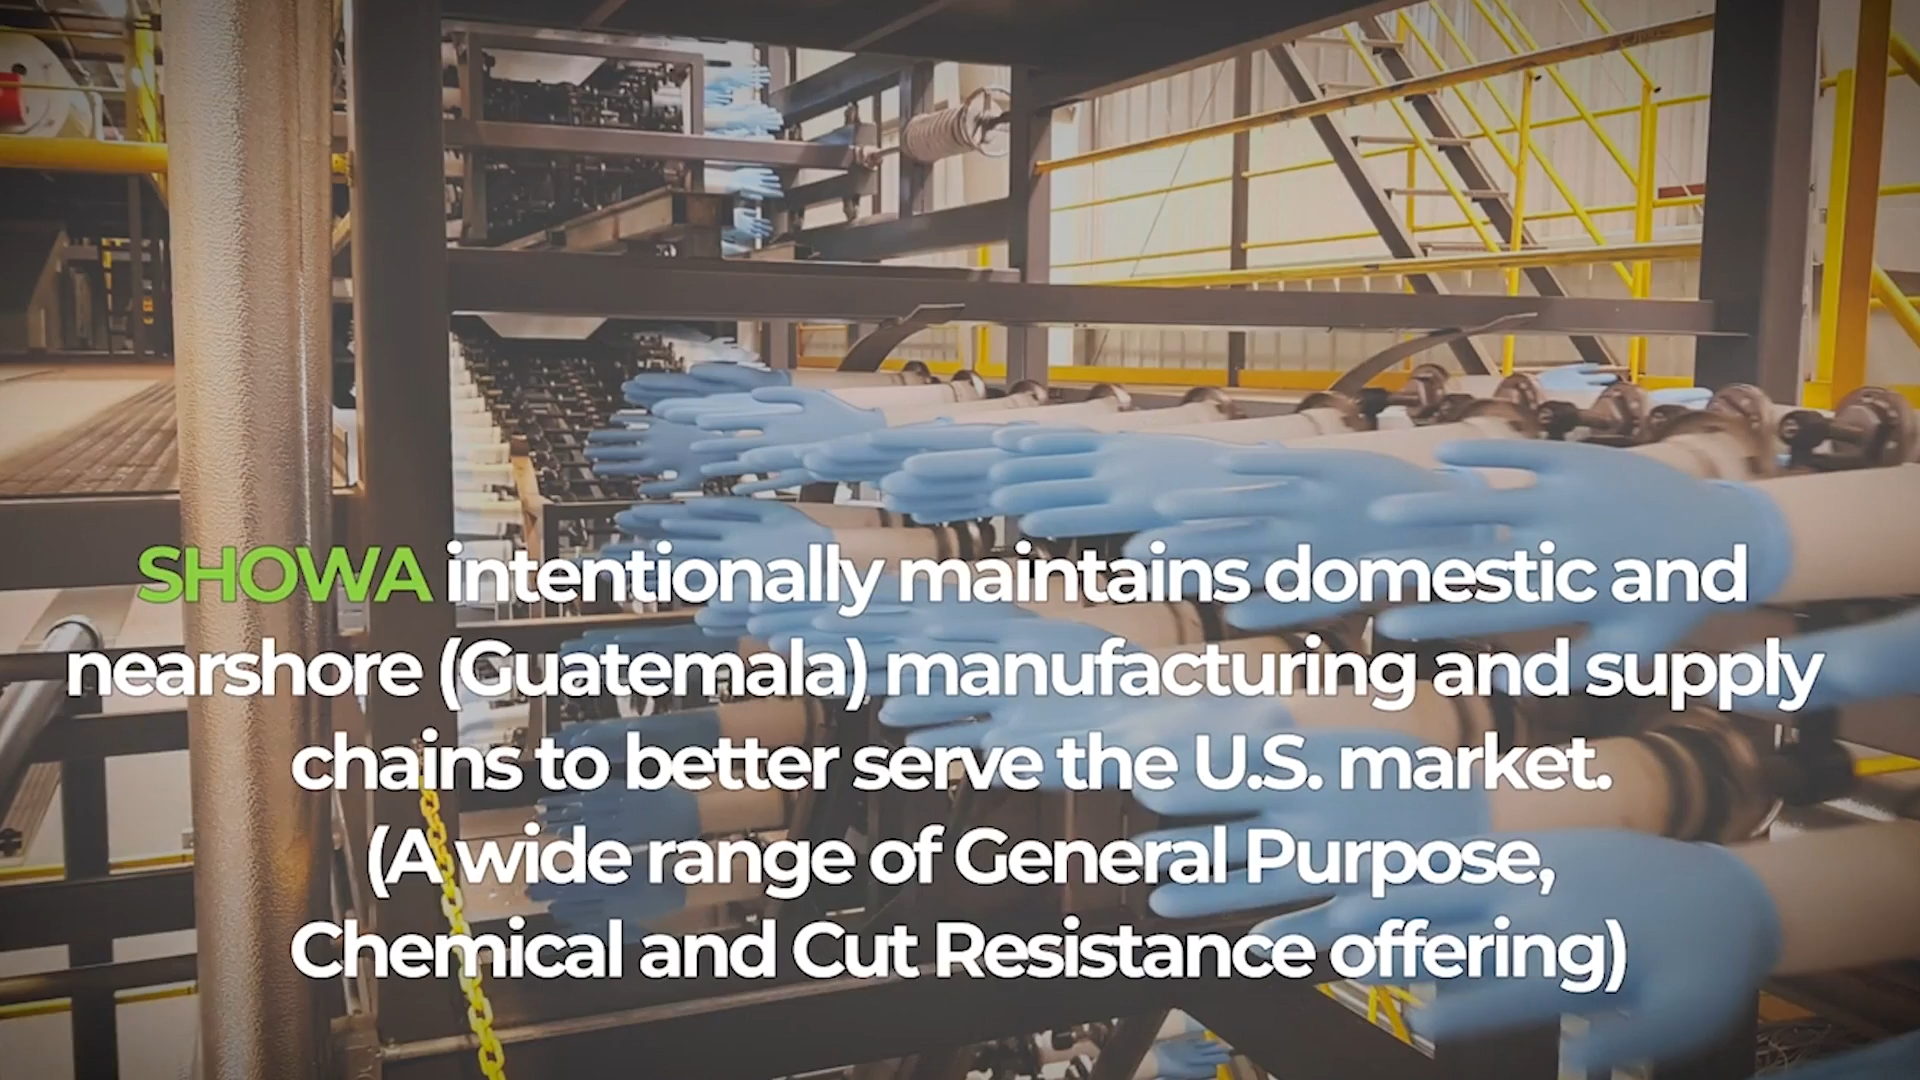 SHOWA intentionally maintains domestic and
nearshore (Guatemala) manufacturing and supply
chains to better serve the U.S. market.
(A wide range of General Purpose,
Chemical and Cut Resistance offering)